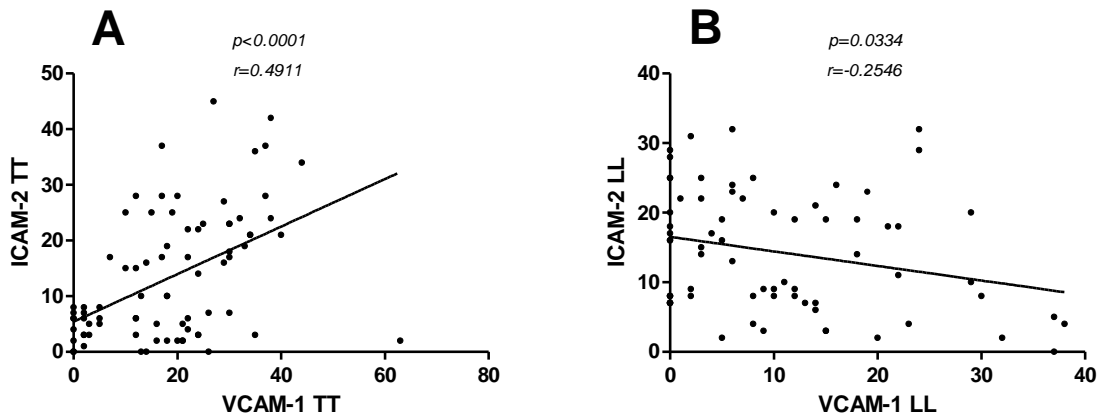 A
p<0.0001
r=0.4911
50
40
30
20
10
0
ICAM-2 TT
0 20 40 60 80
VCAM-1 TT
B
p=0.0334
r=-0.2546
40
30
20
10
0
ICAM-2 LL
0 10 20 30 40
VCAM-1 LL